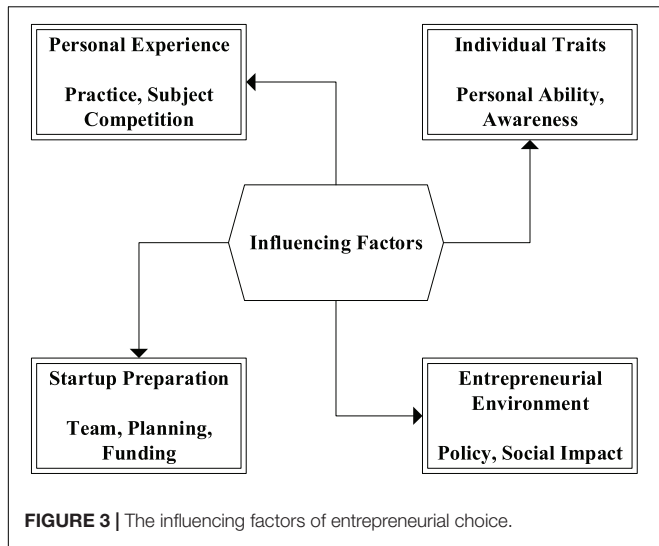 Personal Experience
Practice, Subject
Competition
Individual Traits
Personal Ability,
Awareness
Influencing Factors
Startup Preparation
Team, Planning,
Funding
Entrepreneurial
Environment
Policy, Social Impact
FIGURE 3 | The influencing factors of entrepreneurial choice.